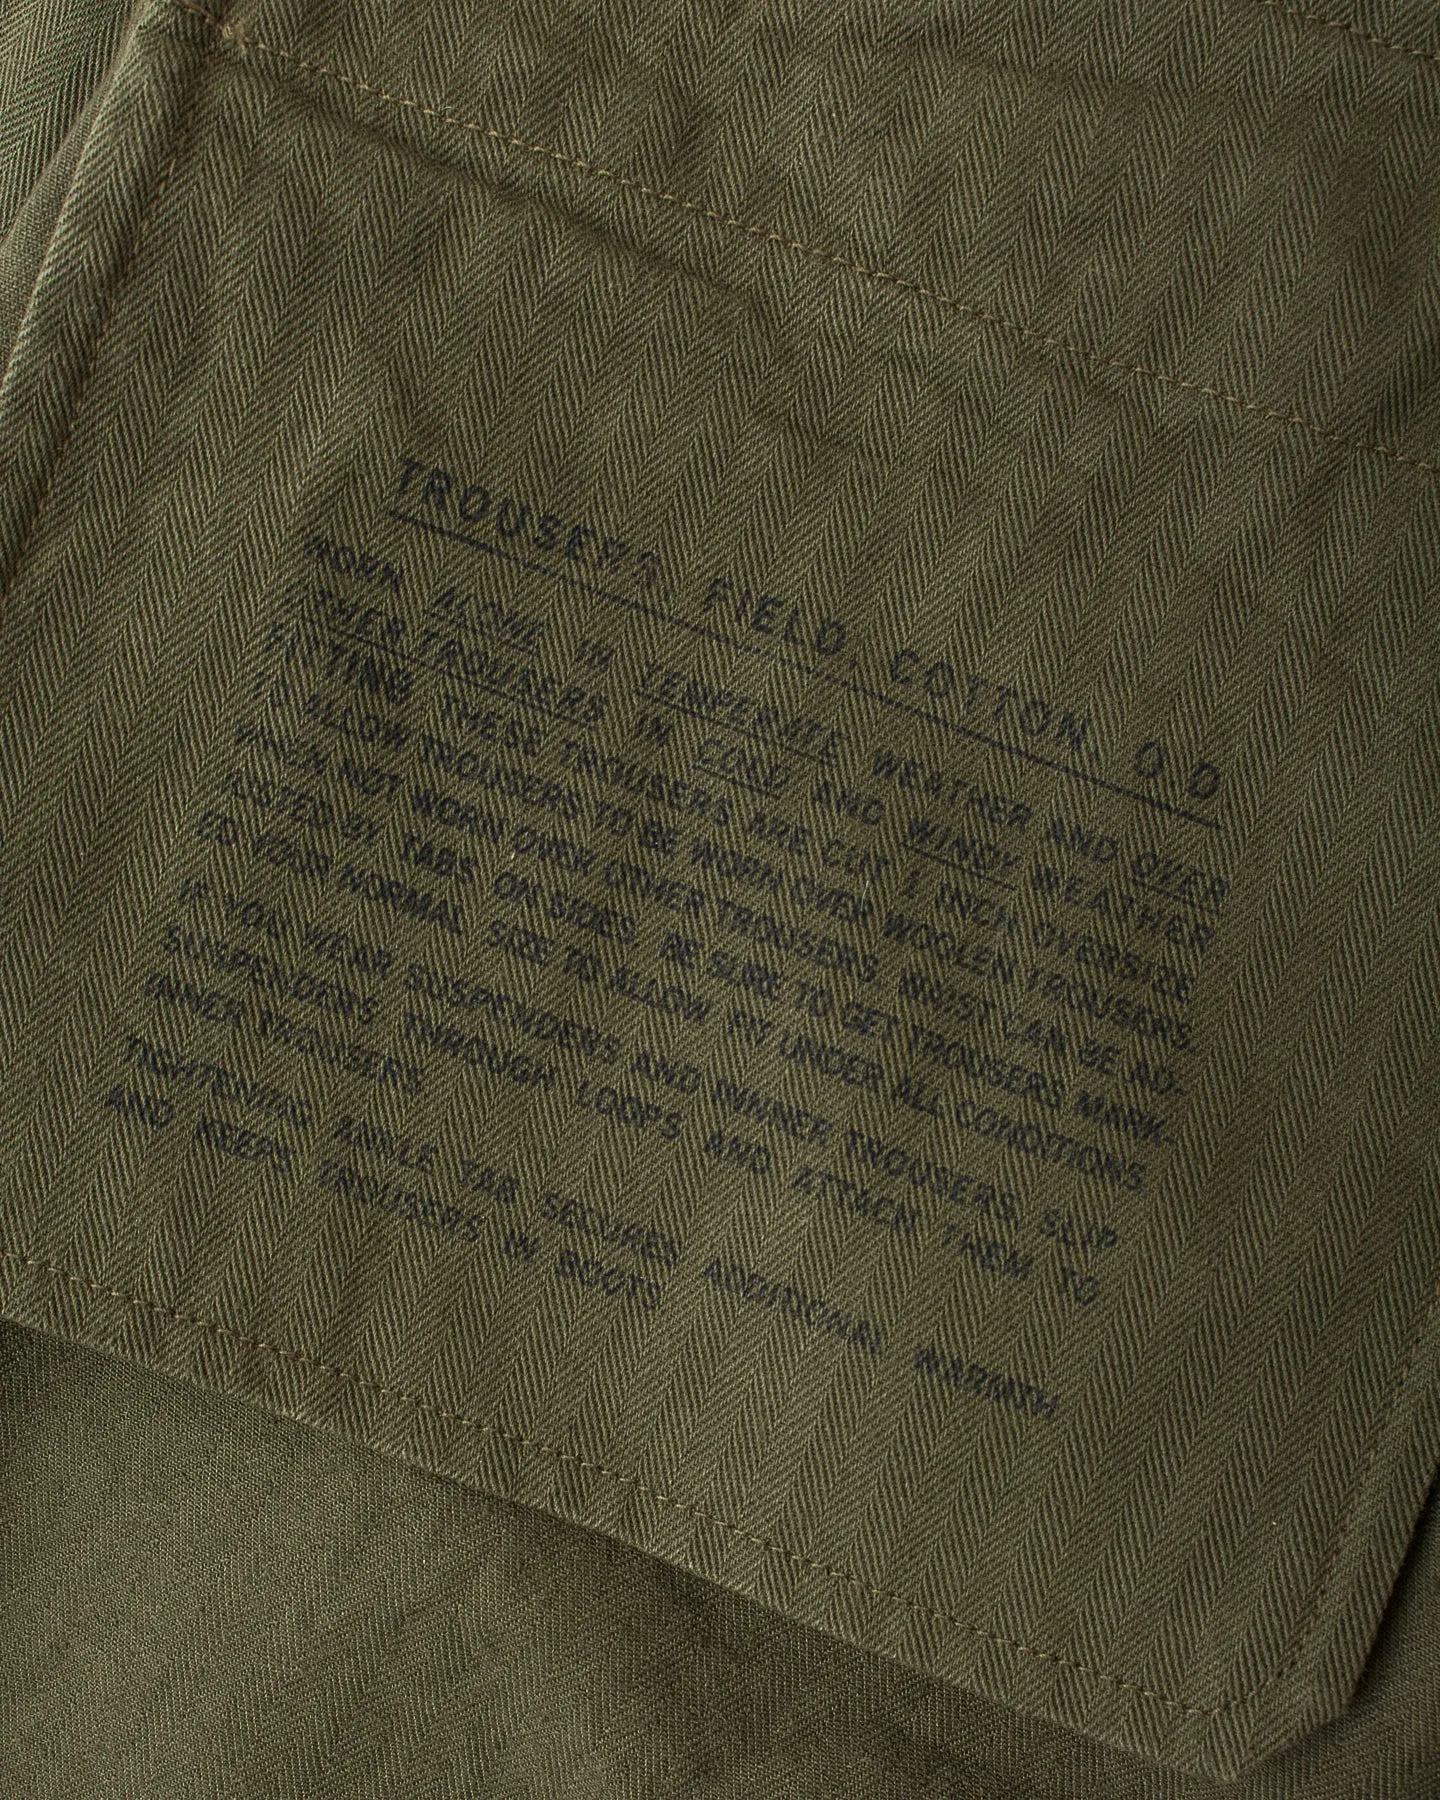 TROUSERS, FIELD, COTTON, O D
WORN ALONE IN TEMPERATE WEATHER AND OVER
OTHER TROUSERS IN COLD AND WINDY WEATHER
FITTING THESE TROUSERS ARE CUT 1 INCH OVERSIZE
TO ALLOW TROUSERS TO BE WORN OVER WOOLEN TROUSERS.
WHEN NOT WORN OVER OTHER TROUSERS, WAIST CAN BE AD-
JUSTED BY TABS ON SIDES. BE SURE TO GET TROUSERS MARK-
ED YOUR NORMAL SIZE TO ALLOW FIT UNDER ALL CONDITIONS.
IF YOU WEAR SUSPENDERS AND INNER TROUSERS, SLIP
SUSPENDERS THROUGH LOOPS AND ATTACH THEM TO
INNER TROUSERS
TIGHTENING ANKLE TAB SECURES ADDITIONAL WARMTH
AND KEEPS TROUSERS IN BOOTS